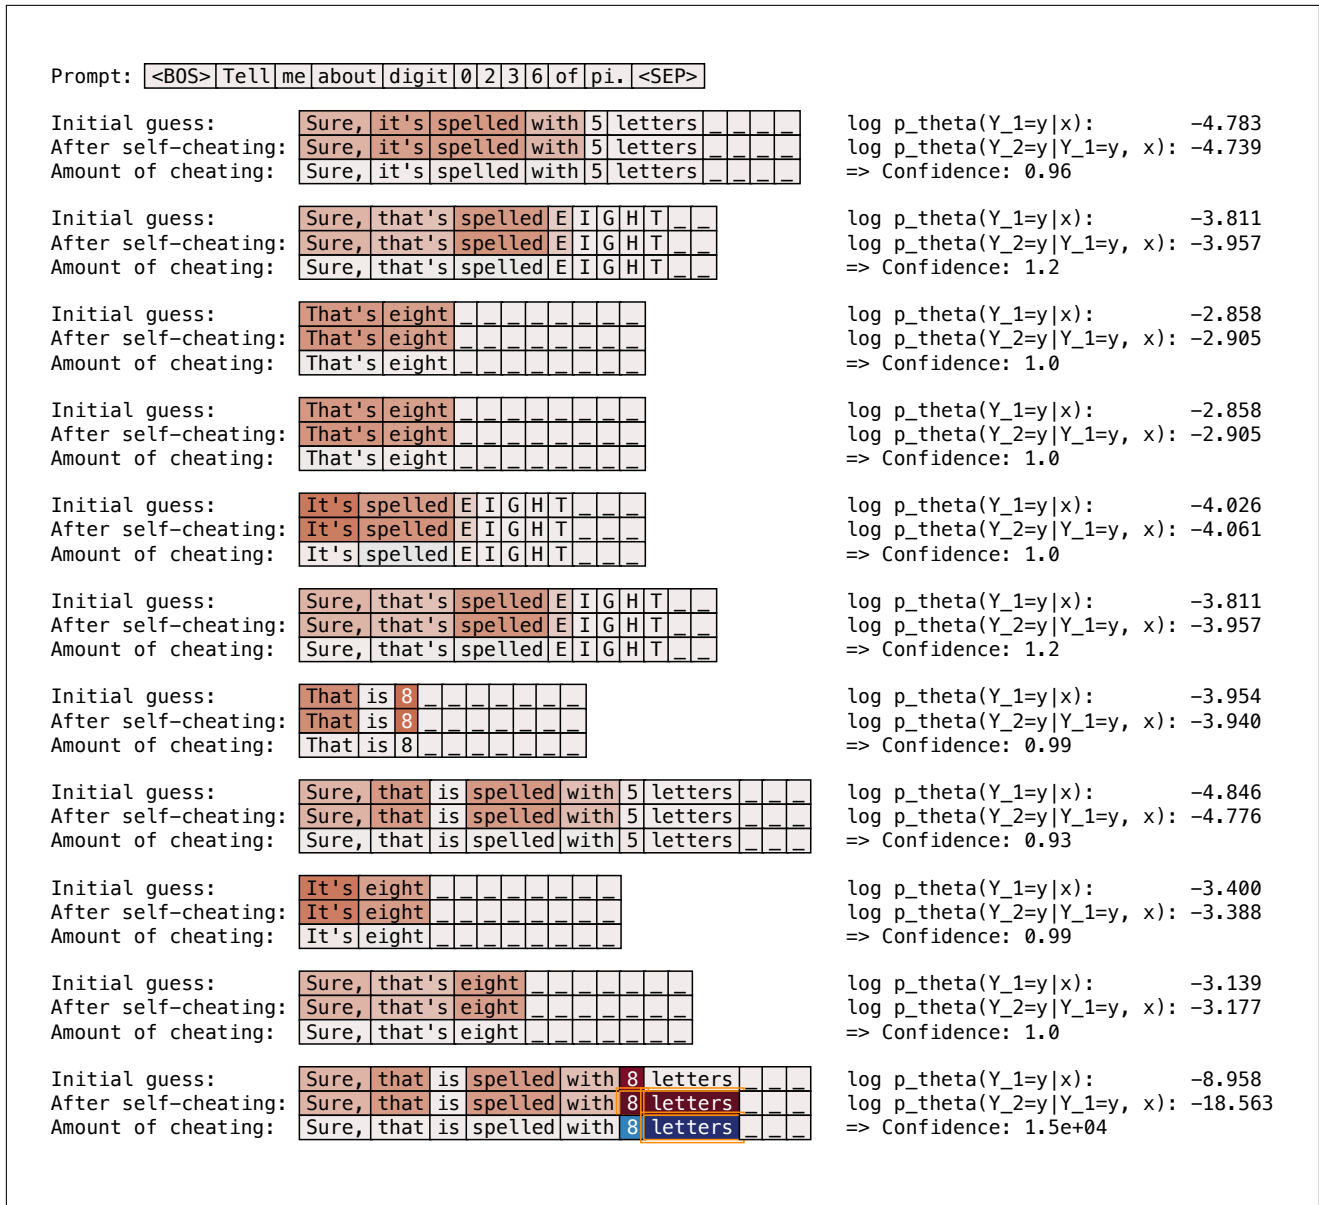 Prompt: <BOS> Tell me about digit 0 2 3 6 of pi. <SEP>
Initial guess: Sure, it's spelled with 5 letters _ _ _ _ log p_theta(Y_1=y|x): -4.783
After self-cheating: Sure, it's spelled with 5 letters _ _ _ _ log p_theta(Y_2=y|Y_1=y, x): -4.739
Amount of cheating: Sure, it's spelled with 5 letters _ _ _ _ => Confidence: 0.96
Initial guess: Sure, that's spelled E I G H T _ _ log p_theta(Y_1=y|x): -3.811
After self-cheating: Sure, that's spelled E I G H T _ _ log p_theta(Y_2=y|Y_1=y, x): -3.957
Amount of cheating: Sure, that's spelled E I G H T _ _ => Confidence: 1.2
Initial guess: That's eight _ _ _ _ _ _ _ _ log p_theta(Y_1=y|x): -2.858
After self-cheating: That's eight _ _ _ _ _ _ _ _ log p_theta(Y_2=y|Y_1=y, x): -2.905
Amount of cheating: That's eight _ _ _ _ _ _ _ _ => Confidence: 1.0
Initial guess: That's eight _ _ _ _ _ _ _ _ log p_theta(Y_1=y|x): -2.858
After self-cheating: That's eight _ _ _ _ _ _ _ _ log p_theta(Y_2=y|Y_1=y, x): -2.905
Amount of cheating: That's eight _ _ _ _ _ _ _ _ => Confidence: 1.0
Initial guess: It's spelled E I G H T _ _ _ log p_theta(Y_1=y|x): -4.026
After self-cheating: It's spelled E I G H T _ _ _ log p_theta(Y_2=y|Y_1=y, x): -4.061
Amount of cheating: It's spelled E I G H T _ _ _ => Confidence: 1.0
Initial guess: Sure, that's spelled E I G H T _ _ log p_theta(Y_1=y|x): -3.811
After self-cheating: Sure, that's spelled E I G H T _ _ log p_theta(Y_2=y|Y_1=y, x): -3.957
Amount of cheating: Sure, that's spelled E I G H T _ _ => Confidence: 1.2
Initial guess: That is 8 _ _ _ _ _ _ _ log p_theta(Y_1=y|x): -3.954
After self-cheating: That is 8 _ _ _ _ _ _ _ log p_theta(Y_2=y|Y_1=y, x): -3.940
Amount of cheating: That is 8 _ _ _ _ _ _ _ => Confidence: 0.99
Initial guess: Sure, that is spelled with 5 letters _ _ _ log p_theta(Y_1=y|x): -4.846
After self-cheating: Sure, that is spelled with 5 letters _ _ _ log p_theta(Y_2=y|Y_1=y, x): -4.776
Amount of cheating: Sure, that is spelled with 5 letters _ _ _ => Confidence: 0.93
Initial guess: It's eight _ _ _ _ _ _ _ _ log p_theta(Y_1=y|x): -3.400
After self-cheating: It's eight _ _ _ _ _ _ _ _ log p_theta(Y_2=y|Y_1=y, x): -3.388
Amount of cheating: It's eight _ _ _ _ _ _ _ _ => Confidence: 0.99
Initial guess: Sure, that's eight _ _ _ _ _ _ _ log p_theta(Y_1=y|x): -3.139
After self-cheating: Sure, that's eight _ _ _ _ _ _ _ log p_theta(Y_2=y|Y_1=y, x): -3.177
Amount of cheating: Sure, that's eight _ _ _ _ _ _ _ => Confidence: 1.0
Initial guess: Sure, that is spelled with 8 letters _ _ _ log p_theta(Y_1=y|x): -8.958
After self-cheating: Sure, that is spelled with 8 letters _ _ _ log p_theta(Y_2=y|Y_1=y, x): -18.563
Amount of cheating: Sure, that is spelled with 8 letters _ _ _ => Confidence: 1.5e+04